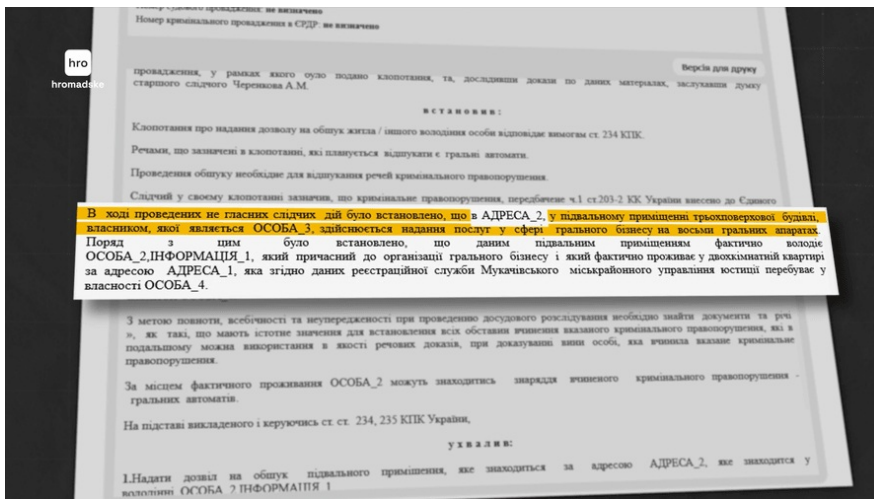 Номер кримінального провадження в ЄРДР: не визначено
hro
hromadske
Версія для друку
провадження, у рамках якого було подано клопотання, та, дослідивши докази по даних матеріалах, заслухавши думку
старшого слідчого Черенкова А.М.
встановив:
Клопотання про надання дозволу на обшук житла / іншого володіння особи відповідає вимогам ст. 234 КПК.
Речами, що зазначені в клопотанні, які планується відшукати є гральні автомати.
Проведення обшуку необхідне для відшукування речей кримінального правопорушення.
Слідчий у своєму клопотанні зазначив, що кримінальне правопорушення, передбачене ч.1 ст.203-2 КК України внесено до Єдиного
В ході проведених не гласних слідчих дій було встановлено, що в АДРЕСА_2, у підвальному приміщенні трьохповерхової будівлі,
власником, якої являється ОСОБА_3, здійснюється надання послуг у сфері грального бізнесу на восьми гральних апаратах.
Поряд з цим було встановлено, що даним підвальним приміщенням фактично володіє
ОСОБА_2,ІНФОРМАЦІЯ_1, який причасний до організації грального бізнесу і який фактично проживає у двохкімнатній квартирі
за адресою АДРЕСА_1, яка згідно даних реєстраційної служби Мукачівського міськрайонного управління юстиції перебуває у
власності ОСОБА_4.
З метою повноти, всебічності та неупередженості при проведенню досудового розслідування необхідно знайти документи та речі
», як такі, що мають істотне значення для встановлення всіх обставин вчинення вказаного кримінального правопорушення, які в
подальшому можна використання в якості речових доказів, при доказуванні вини особі, яка вчинила вказане кримінальне
правопорушення.
За місцем фактичного проживання ОСОБА_2 можуть знаходитись знаряддя вчиненого кримінального правопорушення -
гральних автоматів.
На підставі викладеного і керуючись ст. ст. 234, 235 КПК України,
ухвалив:
1.Надати дозвіл на обшук підвального примішення, яке знаходиться за адресою АДРЕСА_2, яке знаходится у
володінні ОСОБА_2 ІНФОРМАЦІЯ_1